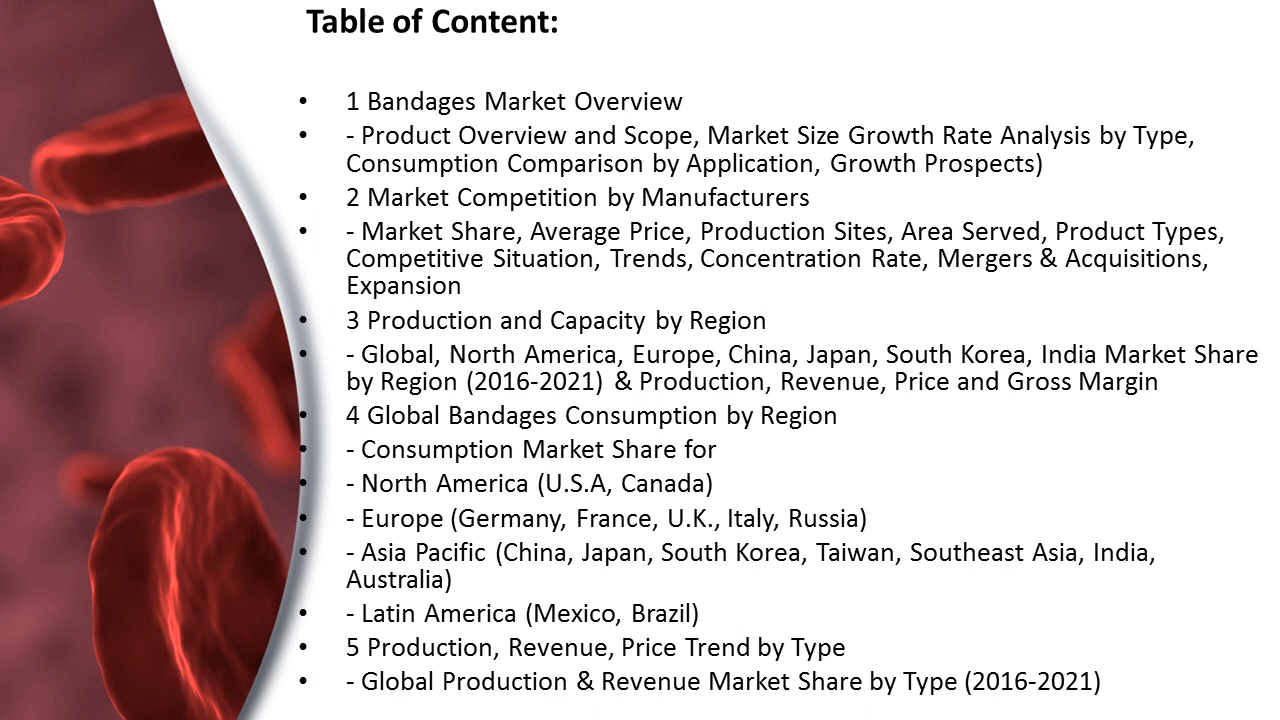 Table of Content:
• 1 Bandages Market Overview
• - Product Overview and Scope, Market Size Growth Rate Analysis by Type,
Consumption Comparison by Application, Growth Prospects)
• 2 Market Competition by Manufacturers
• - Market Share, Average Price, Production Sites, Area Served, Product Types,
Competitive Situation, Trends, Concentration Rate, Mergers & Acquisitions,
Expansion
• 3 Production and Capacity by Region
• - Global, North America, Europe, China, Japan, South Korea, India Market Share
by Region (2016-2021) & Production, Revenue, Price and Gross Margin
• 4 Global Bandages Consumption by Region
• - Consumption Market Share for
• - North America (U.S.A, Canada)
• - Europe (Germany, France, U.K., Italy, Russia)
• - Asia Pacific (China, Japan, South Korea, Taiwan, Southeast Asia, India,
Australia)
• - Latin America (Mexico, Brazil)
• 5 Production, Revenue, Price Trend by Type
• - Global Production & Revenue Market Share by Type (2016-2021)